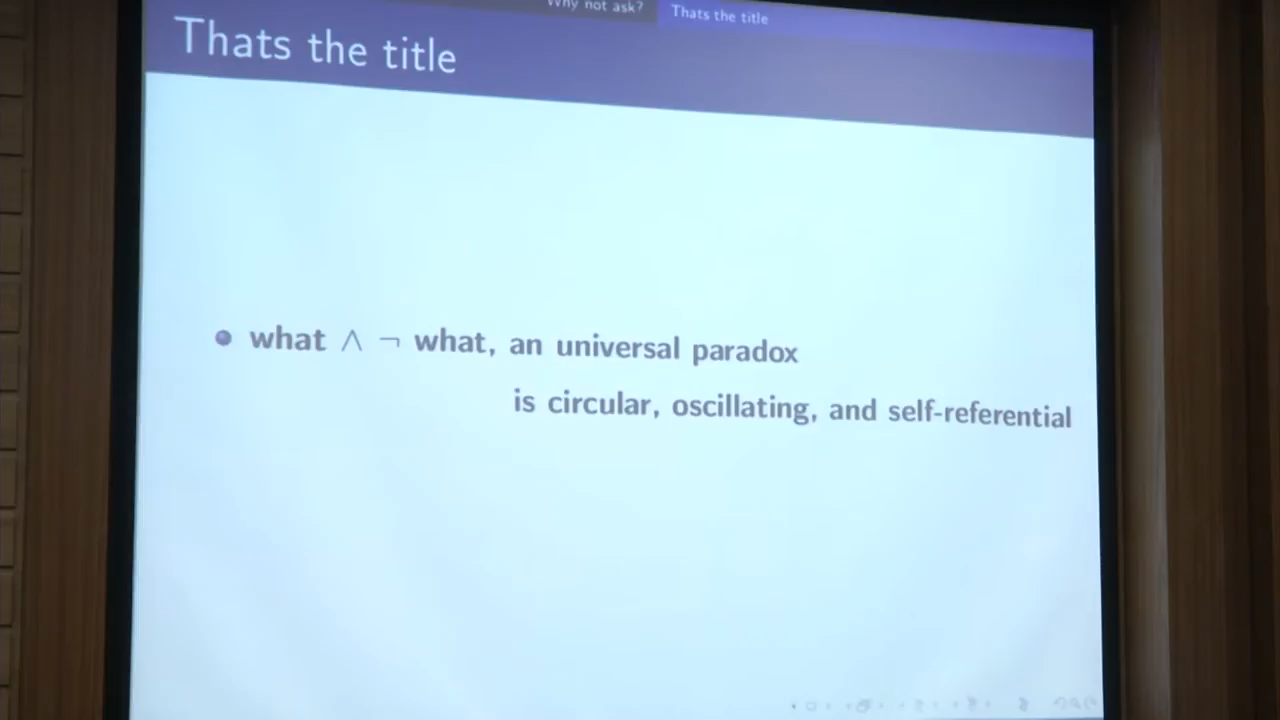 Why not ask?
Thats the title
Thats the title
what ∧ ¬ what, an universal paradox
is circular, oscillating, and self-referential